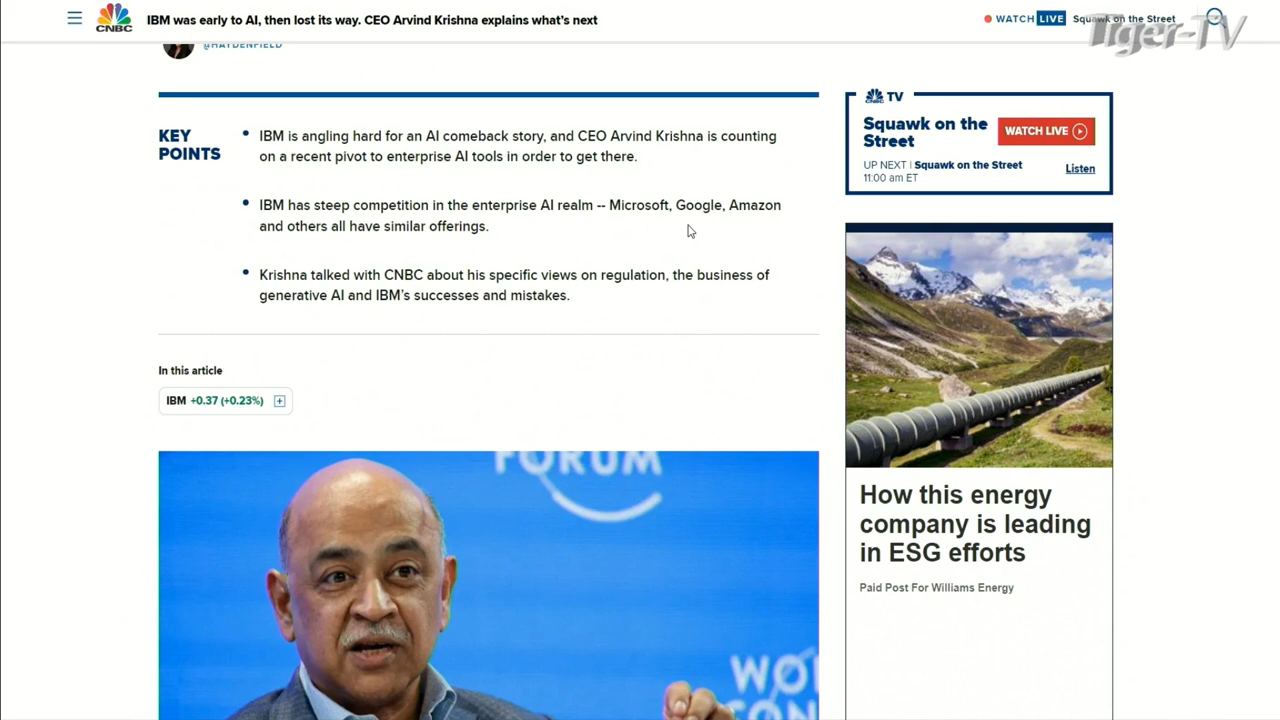 IBM was early to AI, then lost its way. CEO Arvind Krishna explains what's next
CNBC
WATCH LIVE Squawk on the Street
Tiger-TV
@HAYDENFIELD
KEY
POINTS
IBM is angling hard for an AI comeback story, and CEO Arvind Krishna is counting
on a recent pivot to enterprise AI tools in order to get there.
IBM has steep competition in the enterprise AI realm -- Microsoft, Google, Amazon
and others all have similar offerings.
Krishna talked with CNBC about his specific views on regulation, the business of
generative AI and IBM's successes and mistakes.
In this article
IBM +0.37 (+0.23%)
FORUM
WO
CON
CNBC TV
Squawk on the
Street
WATCH LIVE
UP NEXT | Squawk on the Street
11:00 am ET
Listen
How this energy
company is leading
in ESG efforts
Paid Post For Williams Energy